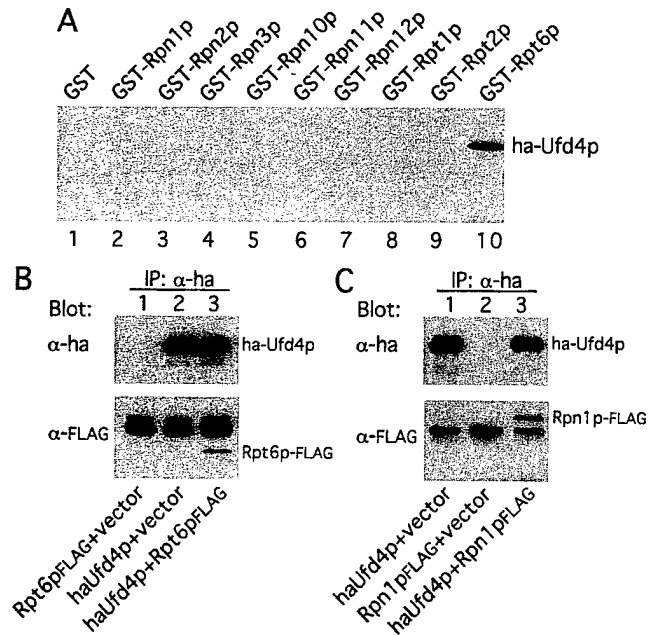 A
GST
GST-Rpn1p
GST-Rpn2p
GST-Rpn3p
GST-Rpn10p
GST-Rpn11p
GST-Rpn12p
GST-Rpt1p
GST-Rpt2p
GST-Rpt6p
ha-Ufd4p
1 2 3 4 5 6 7 8 9 10
B
IP: α-ha
Blot: 1 2 3
α-ha
ha-Ufd4p
α-FLAG
Rpt6p-FLAG
Rpt6pFLAG+vector
haUfd4p+vector
haUfd4p+Rpt6pFLAG
C
IP: α-ha
Blot: 1 2 3
α-ha
ha-Ufd4p
α-FLAG
Rpn1p-FLAG
haUfd4p+vector
Rpn1pFLAG+vector
haUfd4p+Rpn1pFLAG